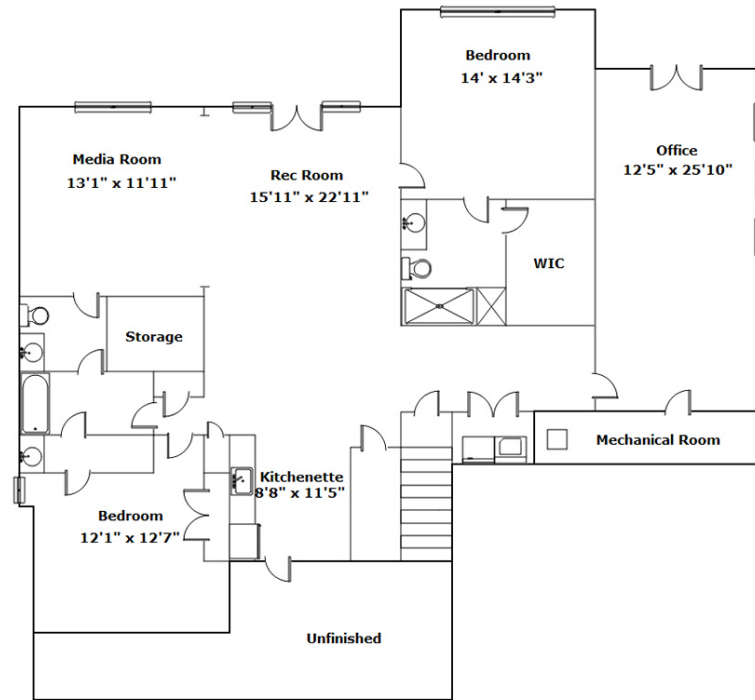 Bedroom
14' x 14'3"
Media Room
13'1" x 11'11"
Rec Room
15'11" x 22'11"
Office
12'5" x 25'10"
WIC
Storage
Mechanical Room
Kitchenette
8'8" x 11'5"
Bedroom
12'1" x 12'7"
Unfinished